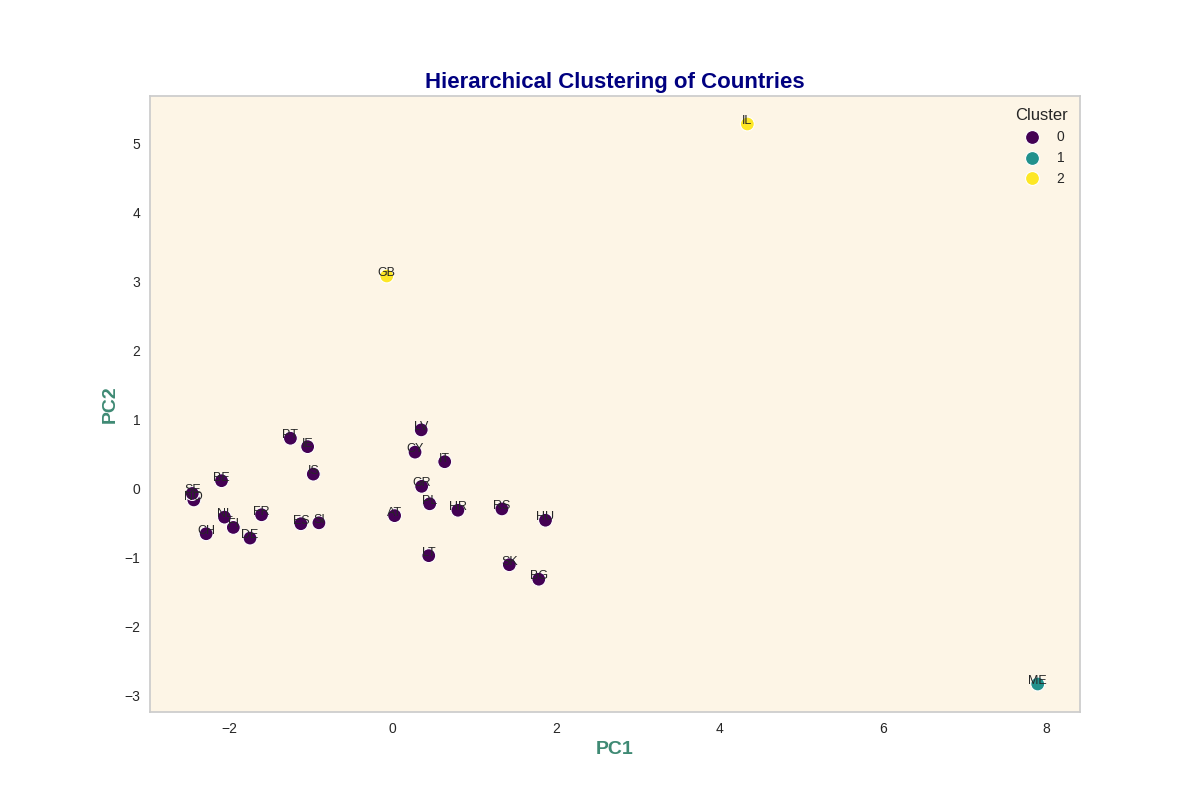 Hierarchical Clustering of Countries
Cluster
0
1
2
5
4
3
2
1
0
−1
−2
−3
PC2
IL
GB
LV
PT
IE
CY
IT
IS
BE
SE
NO
GR
PL
NL
FR
AT
HR
RS
HU
FI
ES
SI
CH
DE
LT
SK
BG
ME
−2
0
2
4
6
8
PC1